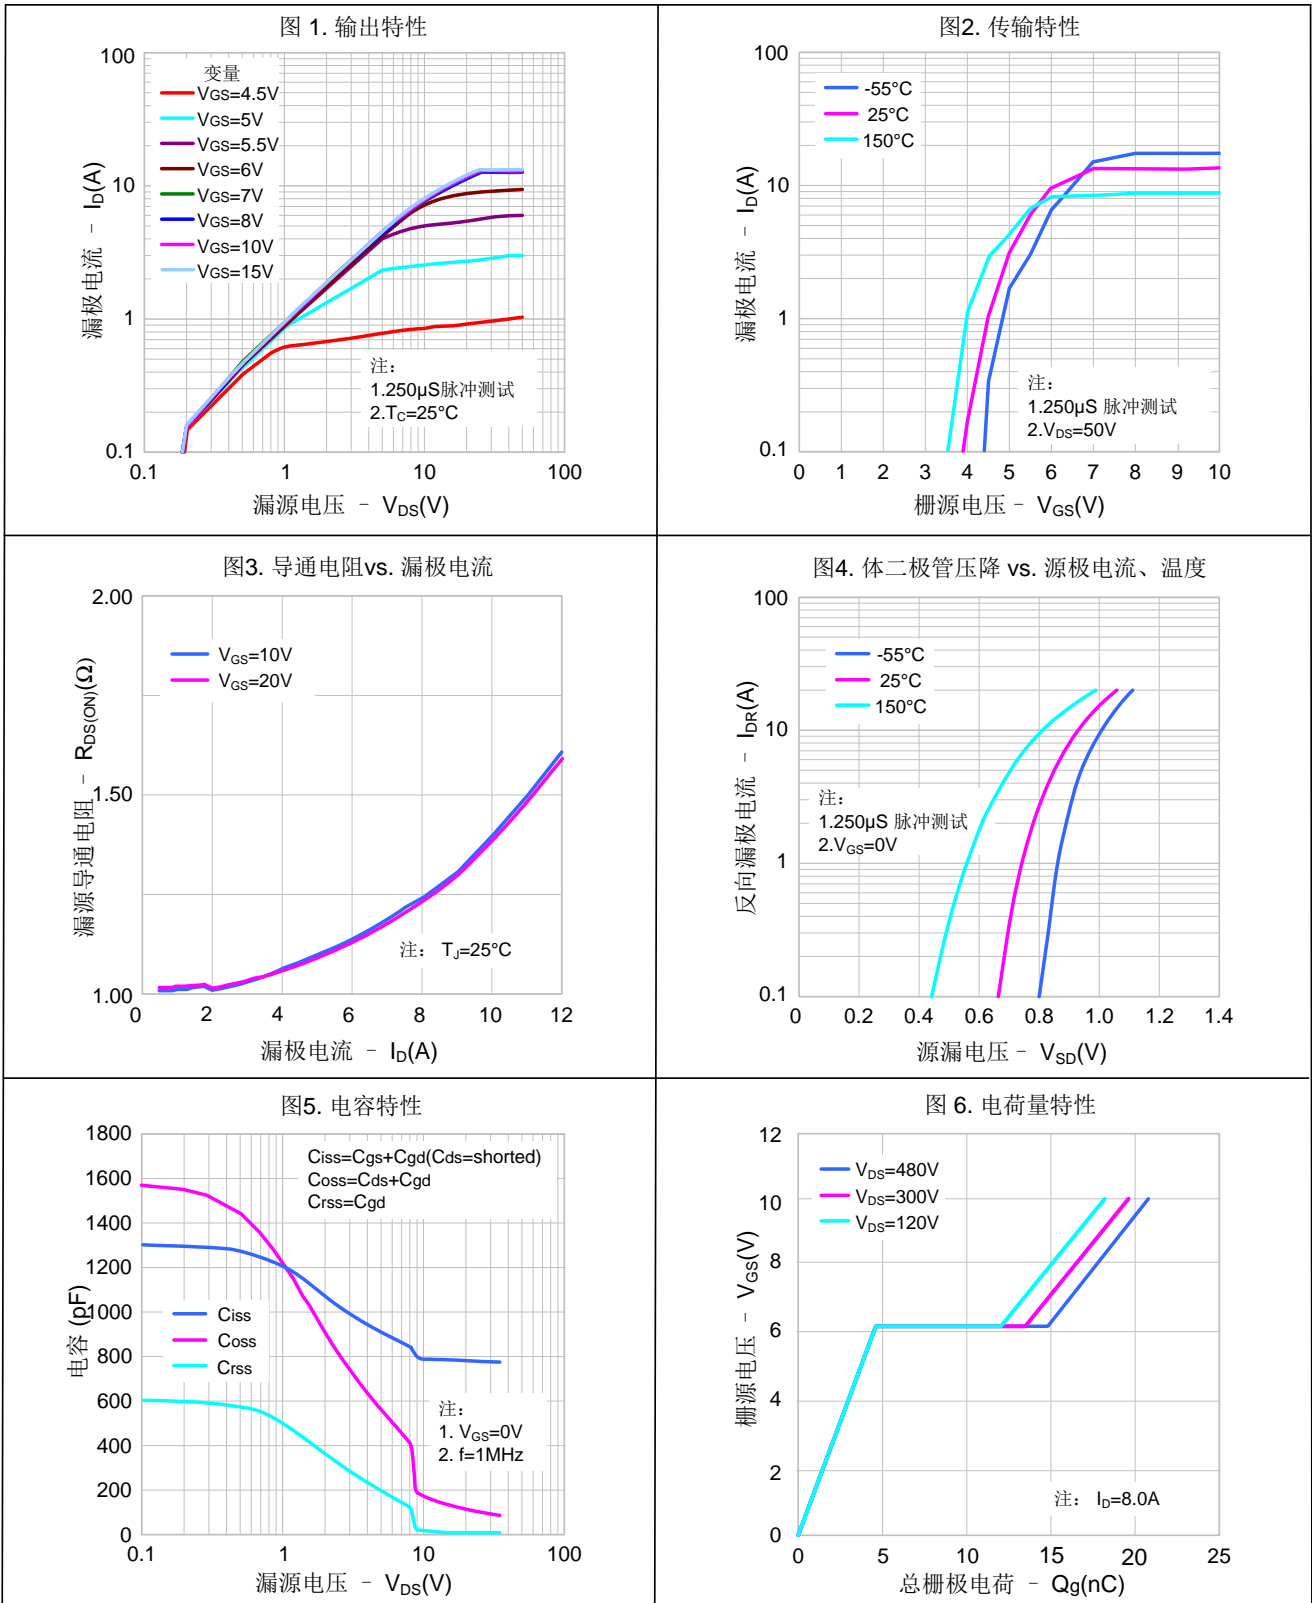 图 1. 输出特性
100
10
1
0.1
漏极电流 － ID(A)
变量
VGS=4.5V
VGS=5V
VGS=5.5V
VGS=6V
VGS=7V
VGS=8V
VGS=10V
VGS=15V
注：
1.250µS脉冲测试
2.TC=25°C
0.1 1 10 100
漏源电压 － VDS(V)
图2. 传输特性
100
10
1
0.1
漏极电流 － ID(A)
-55°C
25°C
150°C
注：
1.250µS 脉冲测试
2.VDS=50V
0 1 2 3 4 5 6 7 8 9 10
栅源电压 － VGS(V)
图3. 导通电阻vs. 漏极电流
2.00
1.50
1.00
漏源导通电阻 － RDS(ON)(Ω)
VGS=10V
VGS=20V
注： TJ=25°C
0 2 4 6 8 10 12
漏极电流 － ID(A)
图4. 体二极管压降 vs. 源极电流、温度
100
10
1
0.1
反向漏极电流 － IDR(A)
-55°C
25°C
150°C
注：
1.250µS 脉冲测试
2.VGS=0V
0 0.2 0.4 0.6 0.8 1.0 1.2 1.4
源漏电压 － VSD(V)
图5. 电容特性
1800
1600
1400
1200
1000
800
600
400
200
0
电容 (pF)
Ciss=Cgs+Cgd(Cds=shorted)
Coss=Cds+Cgd
Crss=Cgd
Ciss
Coss
Crss
注：
1. VGS=0V
2. f=1MHz
0.1 1 10 100
漏源电压 － VDS(V)
图 6. 电荷量特性
12
10
8
6
4
2
0
栅源电压 － VGS(V)
VDS=480V
VDS=300V
VDS=120V
注： ID=8.0A
0 5 10 15 20 25
总栅极电荷 － Qg(nC)